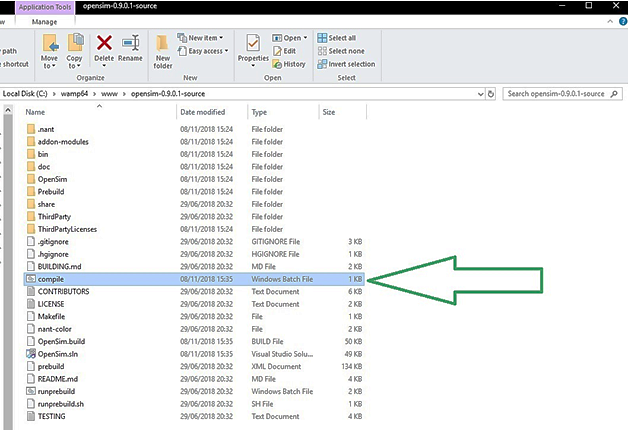 Application Tools opensim-0.9.0.1-source
Manage
path
shortcut
Move to
Copy to
Delete
Rename
Organize
New folder
New item
Easy access
New
Properties
Open
Edit
History
Open
Select all
Select none
Invert selection
Select
Local Disk (C:) > wamp64 > www > opensim-0.9.0.1-source
Search opensim-0.9.0.1-source
Name Date modified Type Size
.nant 08/11/2018 15:24 File folder
addon-modules 08/11/2018 15:24 File folder
bin 08/11/2018 15:24 File folder
doc 08/11/2018 15:24 File folder
OpenSim 08/11/2018 15:24 File folder
Prebuild 08/11/2018 15:24 File folder
share 29/06/2018 20:32 File folder
ThirdParty 29/06/2018 20:32 File folder
ThirdPartyLicenses 29/06/2018 20:32 File folder
.gitignore 29/06/2018 20:32 GITIGNORE File 3 KB
.hgignore 29/06/2018 20:32 HGIGNORE File 1 KB
BUILDING.md 29/06/2018 20:32 MD File 2 KB
compile 08/11/2018 15:35 Windows Batch File 1 KB
CONTRIBUTORS 29/06/2018 20:32 Text Document 6 KB
LICENSE 29/06/2018 20:32 Text Document 2 KB
Makefile 29/06/2018 20:32 File 1 KB
nant-color 29/06/2018 20:32 File 2 KB
OpenSim.build 08/11/2018 15:35 BUILD File 50 KB
OpenSim.sln 08/11/2018 15:35 Visual Studio Solu... 49 KB
prebuild 29/06/2018 20:32 XML Document 134 KB
README.md 29/06/2018 20:32 MD File 4 KB
runprebuild 29/06/2018 20:32 Windows Batch File 2 KB
runprebuild.sh 29/06/2018 20:32 SH File 1 KB
TESTING 29/06/2018 20:32 Text Document 4 KB